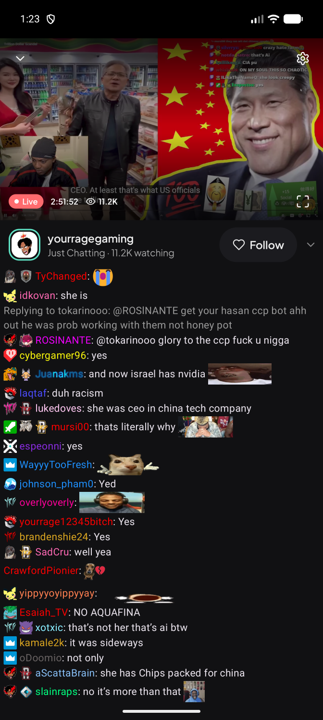 1:23
CEO. At least that's what US officials
Live 2:51:52 11.2K
yourragegaming
Just Chatting · 11.2K watching
Follow
TyChanged:
idkovan: she is
Replying to tokarinooo: @ROSINANTE get your hasan ccp bot ahh
out he was prob working with them not honey pot
ROSINANTE: @tokarinooo glory to the ccp fuck u nigga
cybergamer96: yes
Juanakms: and now israel has nvidia
laqtaf: duh racism
lukedoves: she was ceo in china tech company
mursi00: thats literally why
espeonni: yes
WayyyTooFresh:
johnson_pham0: Yed
overlyoverly:
yourrage12345bitch: Yes
brandenshie24: Yes
SadCru: well yea
CrawfordPionier:
yippyyoyippyyay:
Esaiah_TV: NO AQUAFINA
xotxic: that's not her that's ai btw
kamale2k: it was sideways
oDoomio: not only
aScattaBrain: she has Chips packed for china
slainraps: no it's more than that